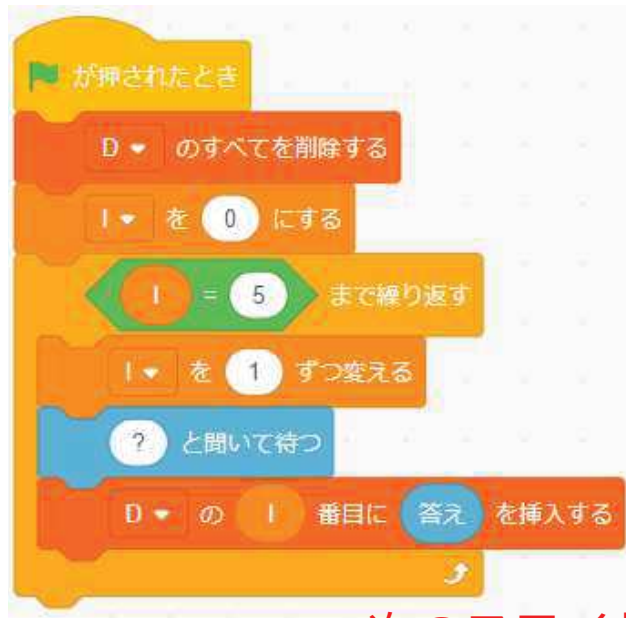 が押されたとき
D のすべてを削除する
I を 0 にする
I = 5 まで繰り返す
I を 1 ずつ変える
? と聞いて待つ
D の I 番目に 答え を挿入する